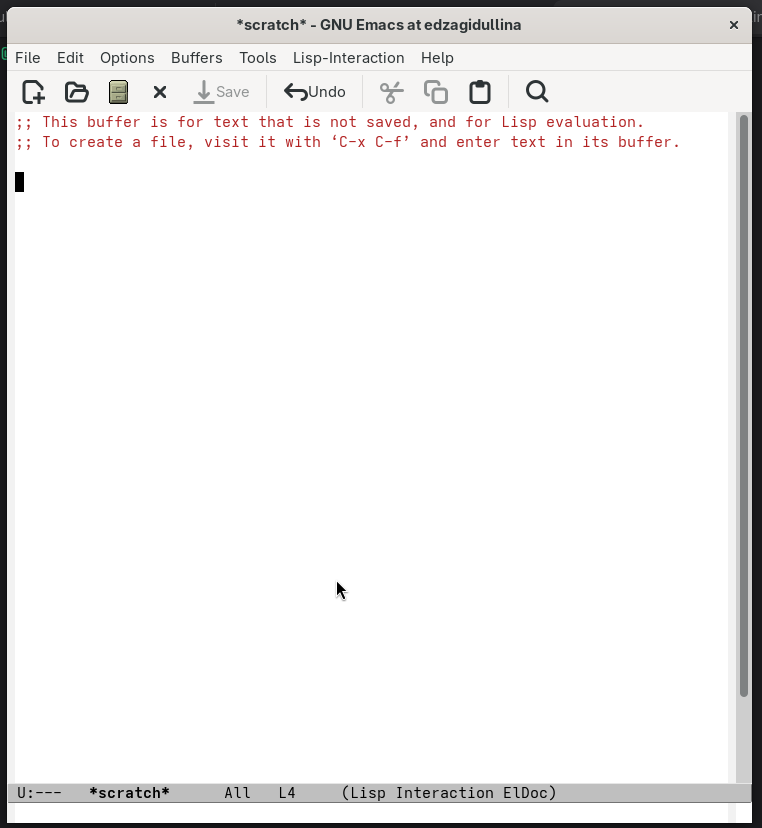 *scratch* - GNU Emacs at edzagidullina
File Edit Options Buffers Tools Lisp-Interaction Help
Save Undo
;; This buffer is for text that is not saved, and for Lisp evaluation.
;; To create a file, visit it with ‘C-x C-f’ and enter text in its buffer.
U:--- *scratch* All L4 (Lisp Interaction ElDoc)